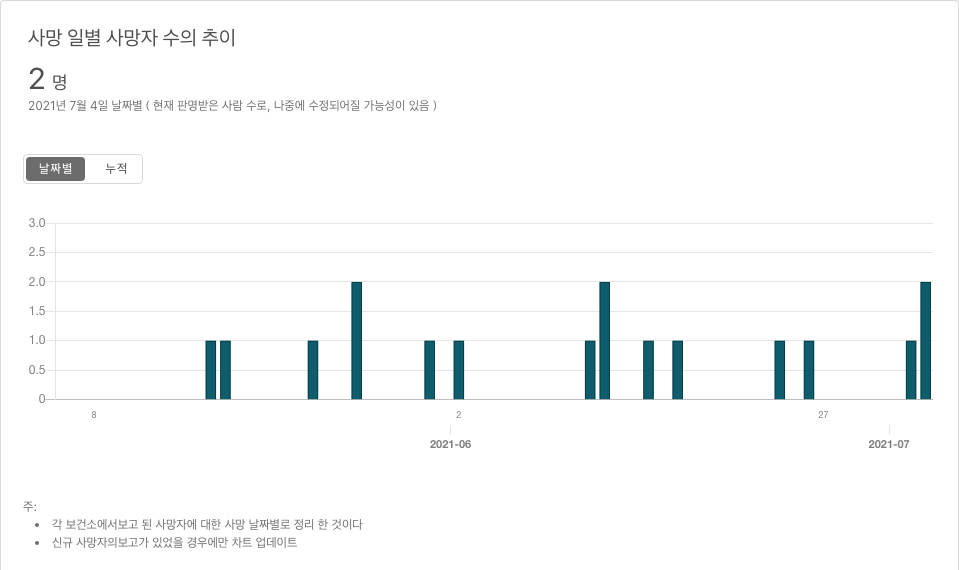 사망 일별 사망자 수의 추이
2 명
2021년 7월 4일 날짜별 ( 현재 판명받은 사람 수로, 나중에 수정되어질 가능성이 있음 )
날짜별 누적
3.0
2.5
2.0
1.5
1.0
0.5
0
8 2 27
2021-06 2021-07
주:
• 각 보건소에서보고 된 사망자에 대한 사망 날짜별로 정리 한 것이다
• 신규 사망자의보고가 있었을 경우에만 차트 업데이트